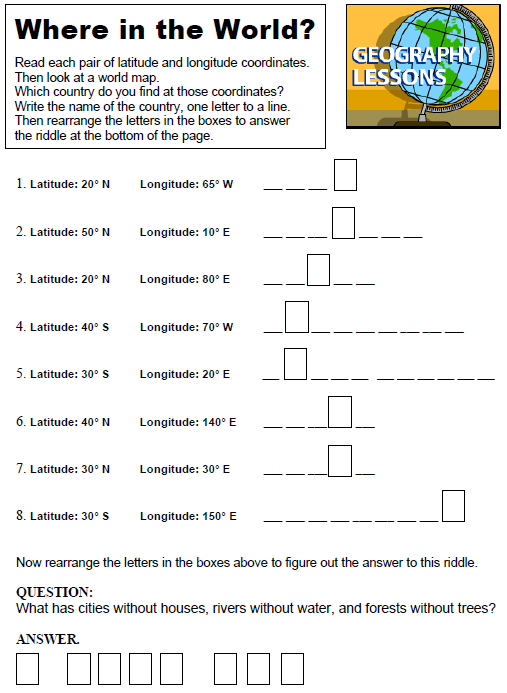 Where in the World?
Read each pair of latitude and longitude coordinates.
Then look at a world map.
Which country do you find at those coordinates?
Write the name of the country, one letter to a line.
Then rearrange the letters in the boxes to answer
the riddle at the bottom of the page.
GEOGRAPHY
LESSONS
1. Latitude: 20° N Longitude: 65° W
2. Latitude: 50° N Longitude: 10° E
3. Latitude: 20° N Longitude: 80° E
4. Latitude: 40° S Longitude: 70° W
5. Latitude: 30° S Longitude: 20° E
6. Latitude: 40° N Longitude: 140° E
7. Latitude: 30° N Longitude: 30° E
8. Latitude: 30° S Longitude: 150° E
Now rearrange the letters in the boxes above to figure out the answer to this riddle.
QUESTION:
What has cities without houses, rivers without water, and forests without trees?
ANSWER.